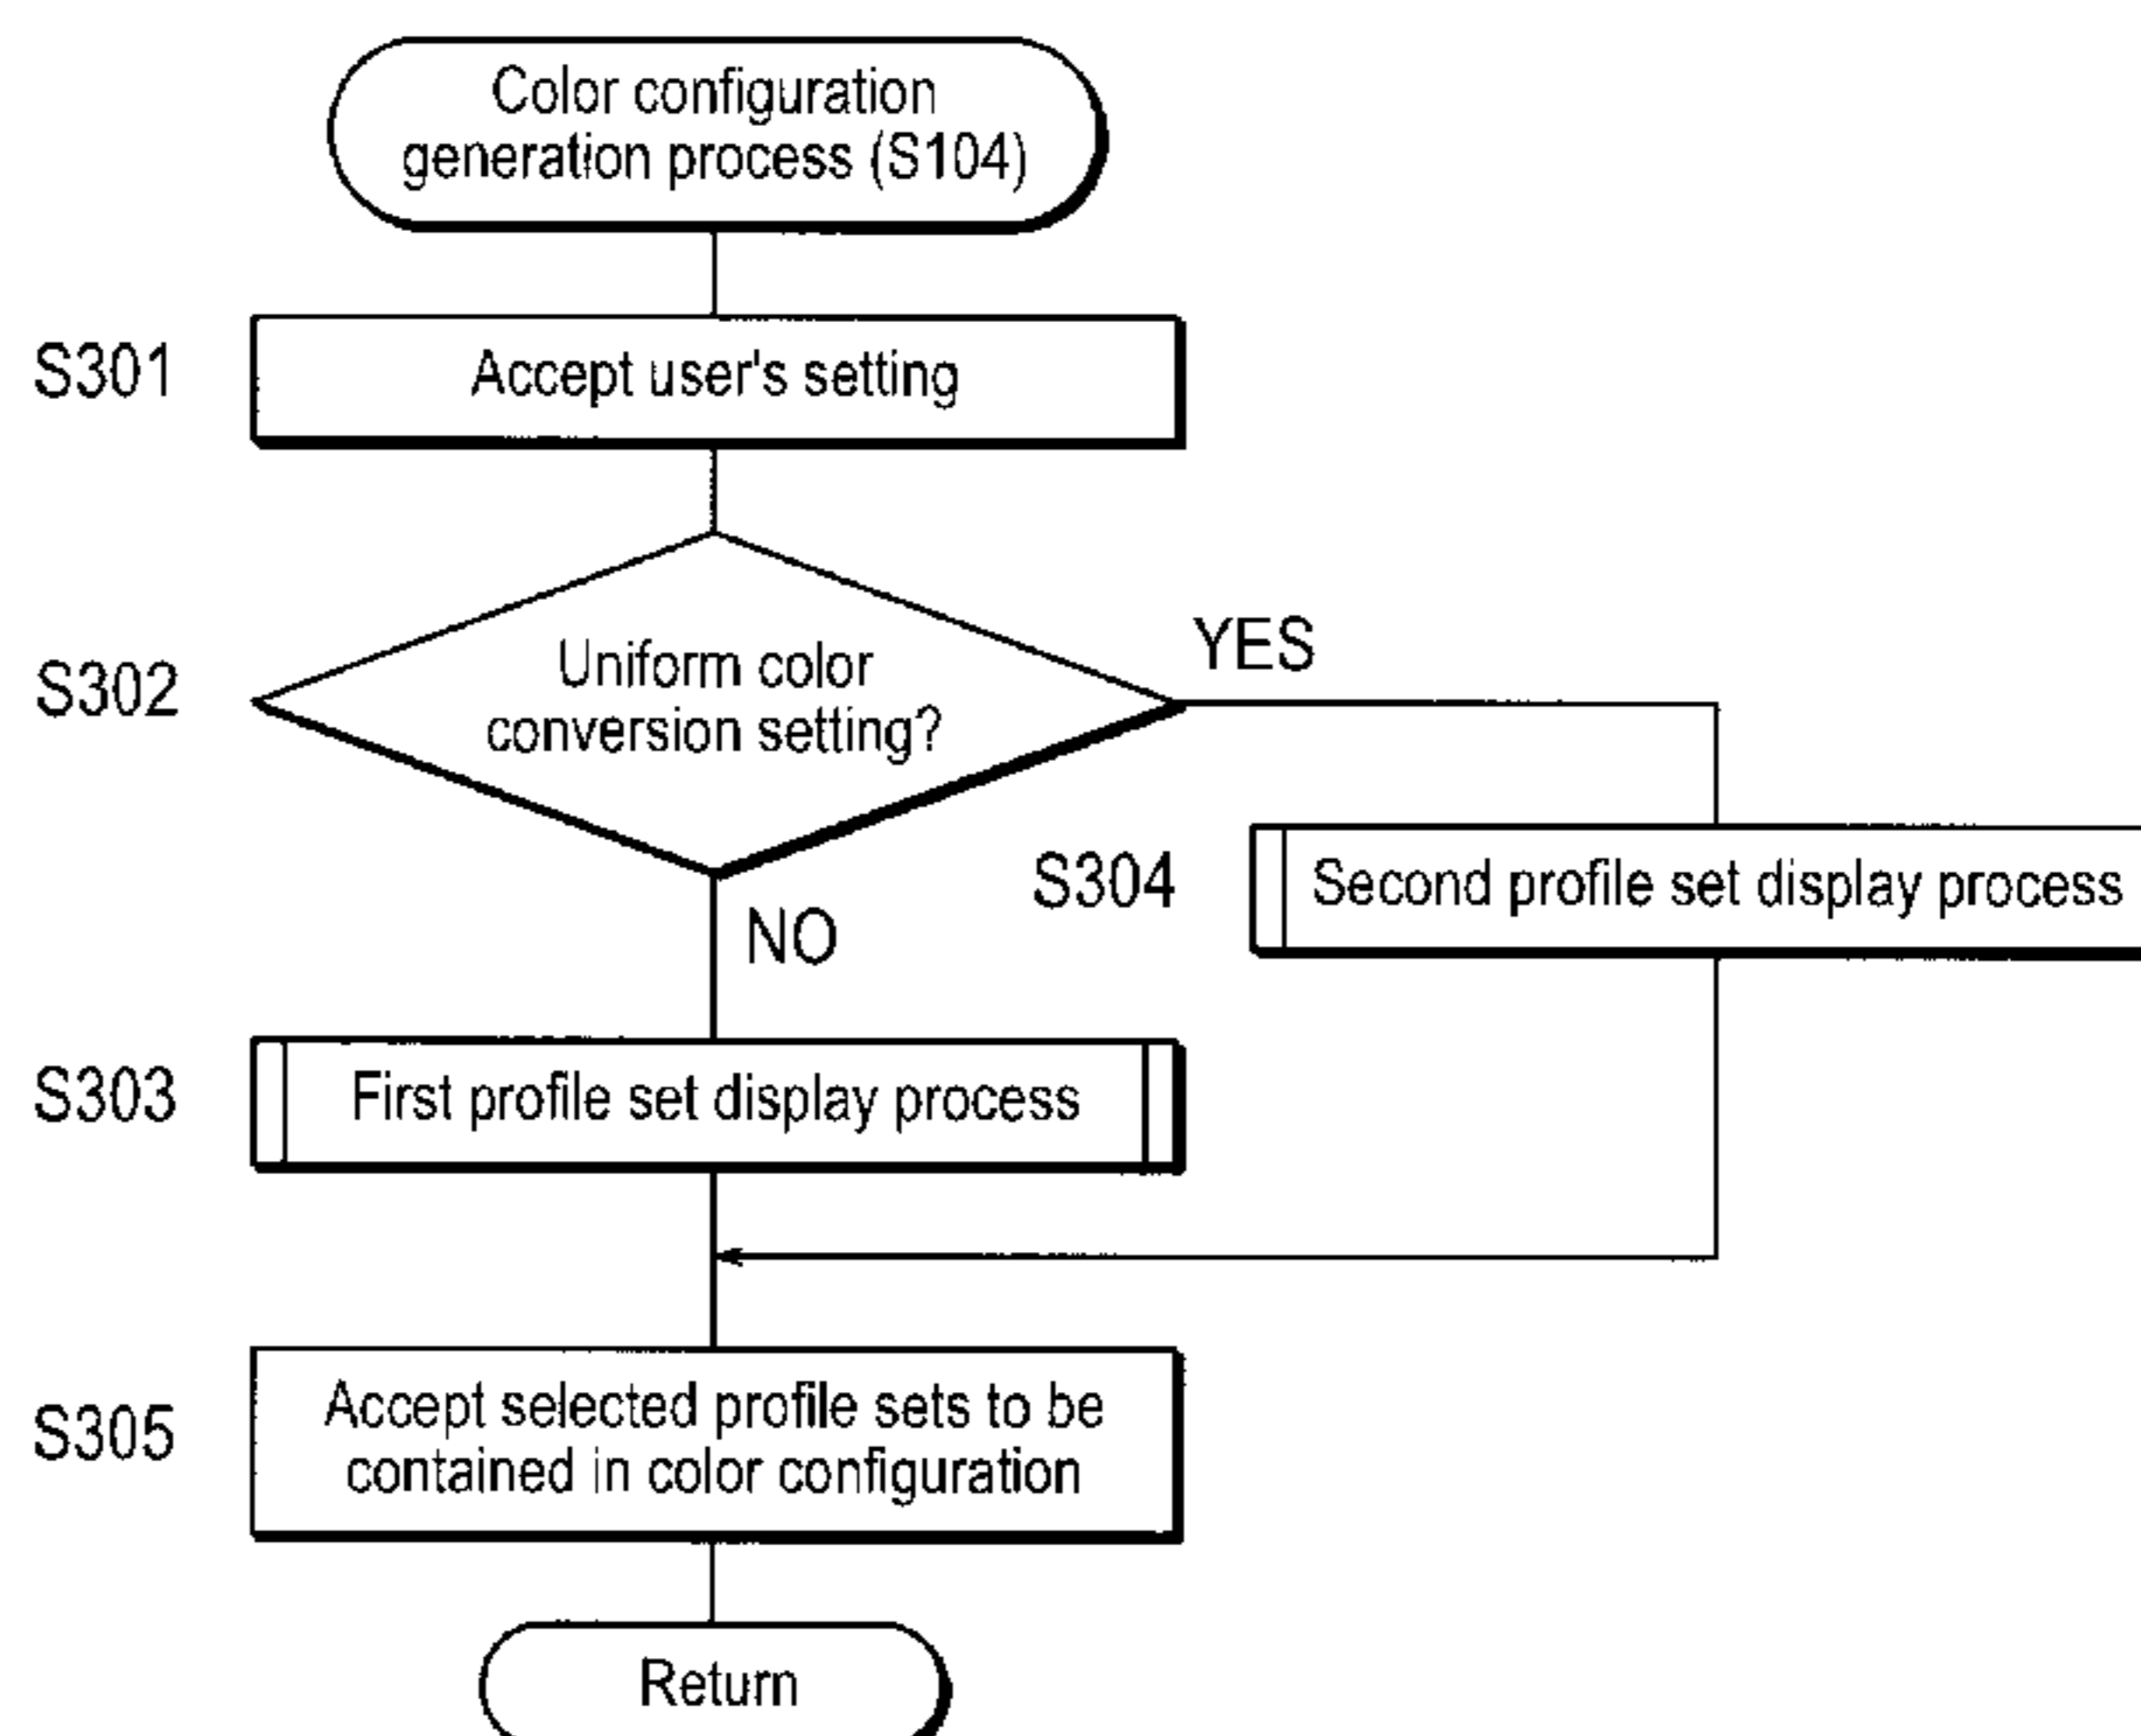 Color configuration
generation process (S104)
S301
Accept user's setting
S302
Uniform color
conversion setting?
YES
S304
Second profile set display process
NO
S303
First profile set display process
S305
Accept selected profile sets to be
contained in color configuration
Return